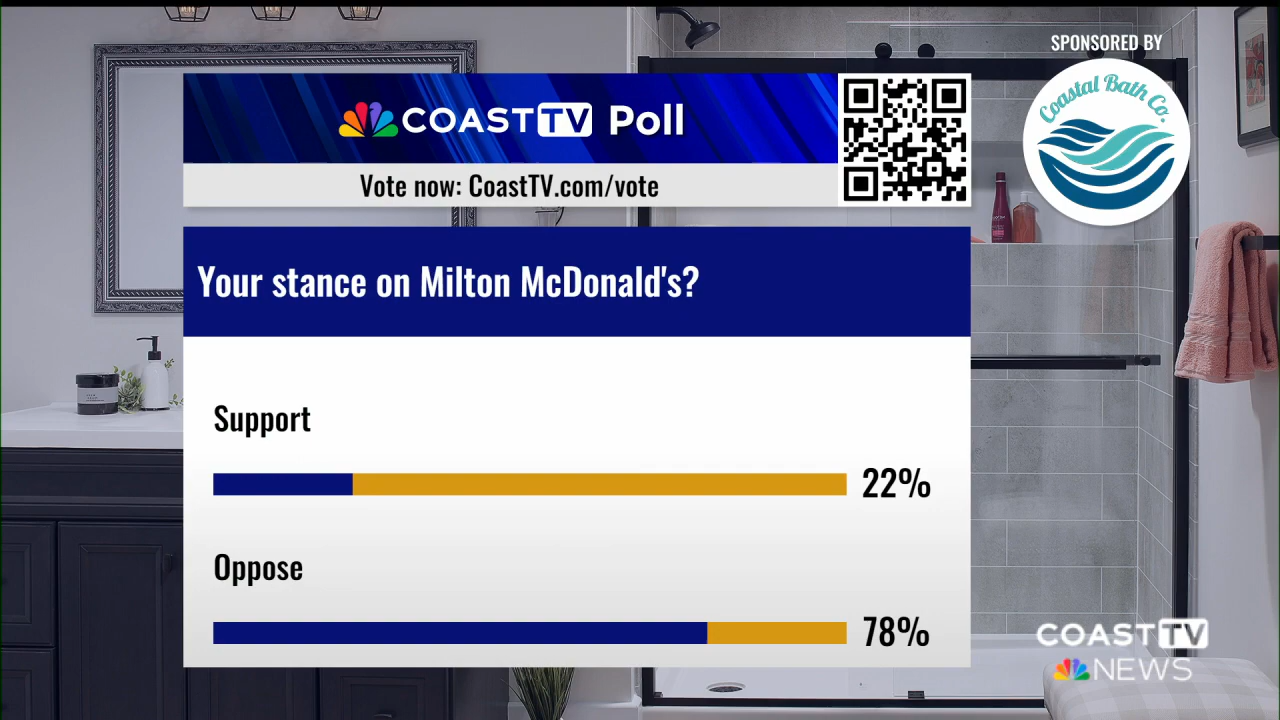 SPONSORED BY
Coastal Bath Co.
COAST TV Poll
Vote now: CoastTV.com/vote
Your stance on Milton McDonald's?
Support
22%
Oppose
78%
COAST TV
NEWS